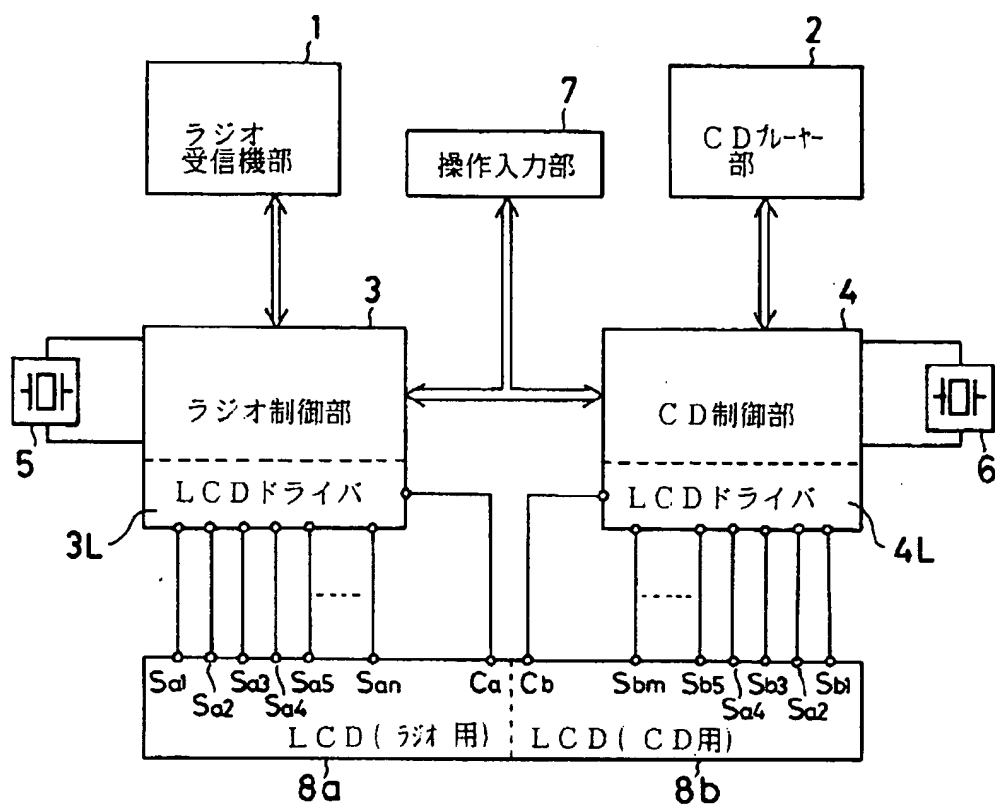 1
2
ラジオ
受信機部
7
操作入力部
CDプレーヤー
部
3
4
ラジオ制御部
CD制御部
5
6
LCDドライバ
LCDドライバ
3L
4L
Sa1
Sa2
Sa3
Sa4
Sa5
San
Ca
Cb
Sbm
Sb5
Sa4
Sb3
Sa2
Sb1
LCD(ラジオ用)
LCD(CD用)
8a
8b